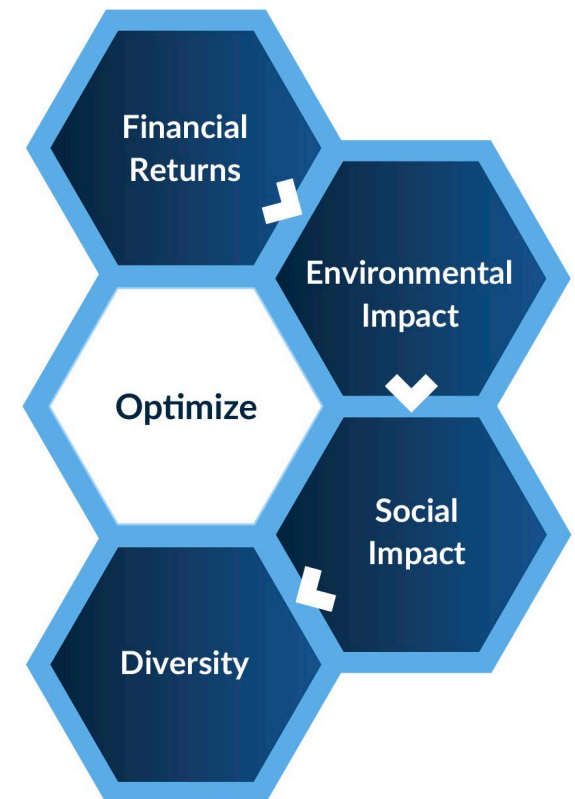 Financial
Returns
Environmental
Impact
Optimize
Social
Impact
Diversity